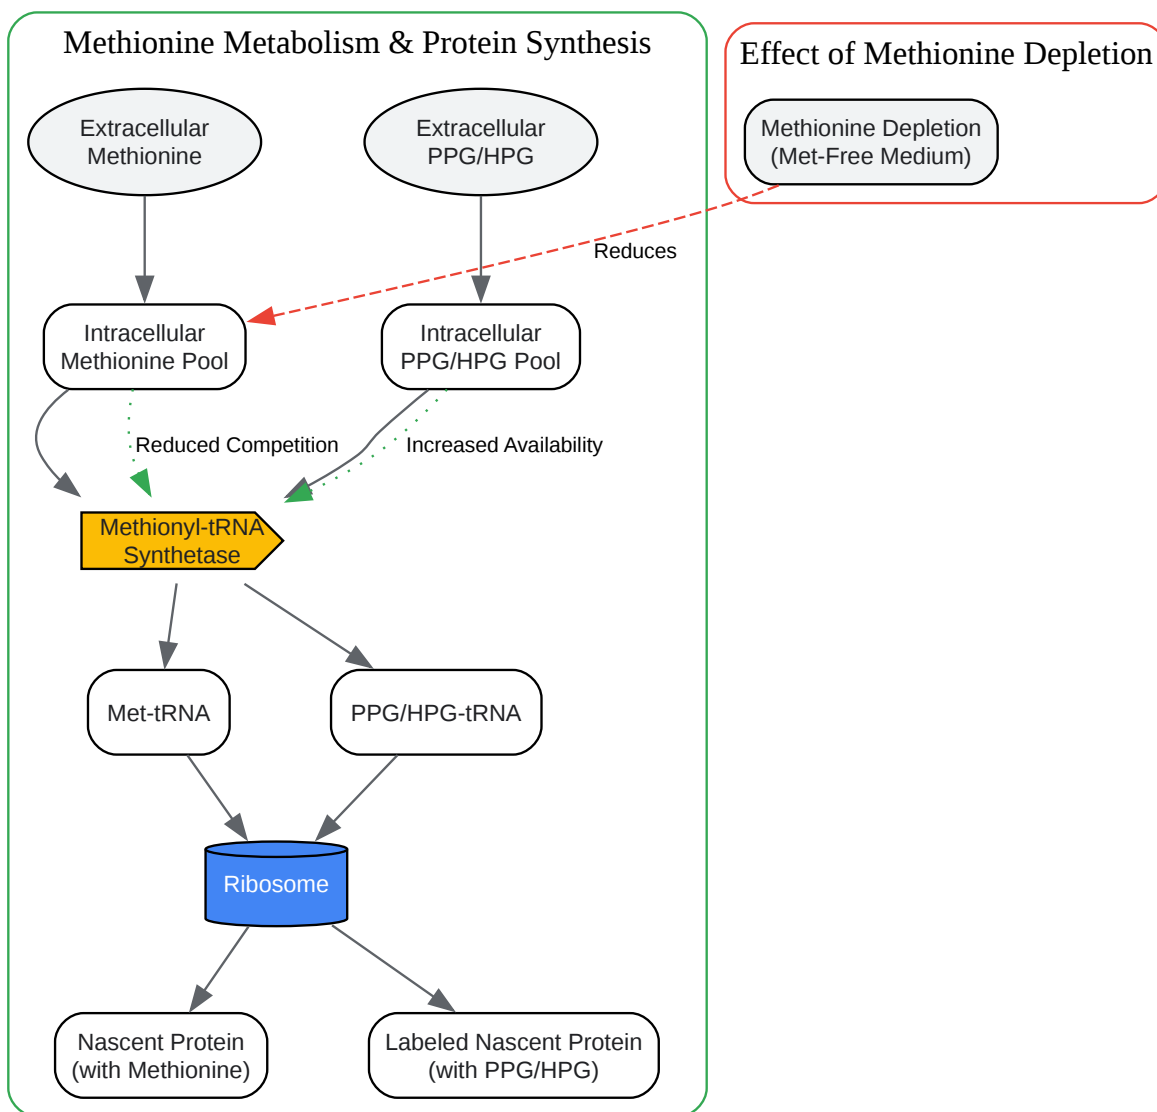 Methionine Metabolism & Protein Synthesis
Effect of Methionine Depletion
Extracellular
Methionine
Extracellular
PPG/HPG
Methionine Depletion
(Met-Free Medium)
Reduces
Intracellular
Methionine Pool
Intracellular
PPG/HPG Pool
Reduced Competition
Increased Availability
Methionyl-tRNA
Synthetase
Met-tRNA
PPG/HPG-tRNA
Ribosome
Nascent Protein
(with Methionine)
Labeled Nascent Protein
(with PPG/HPG)